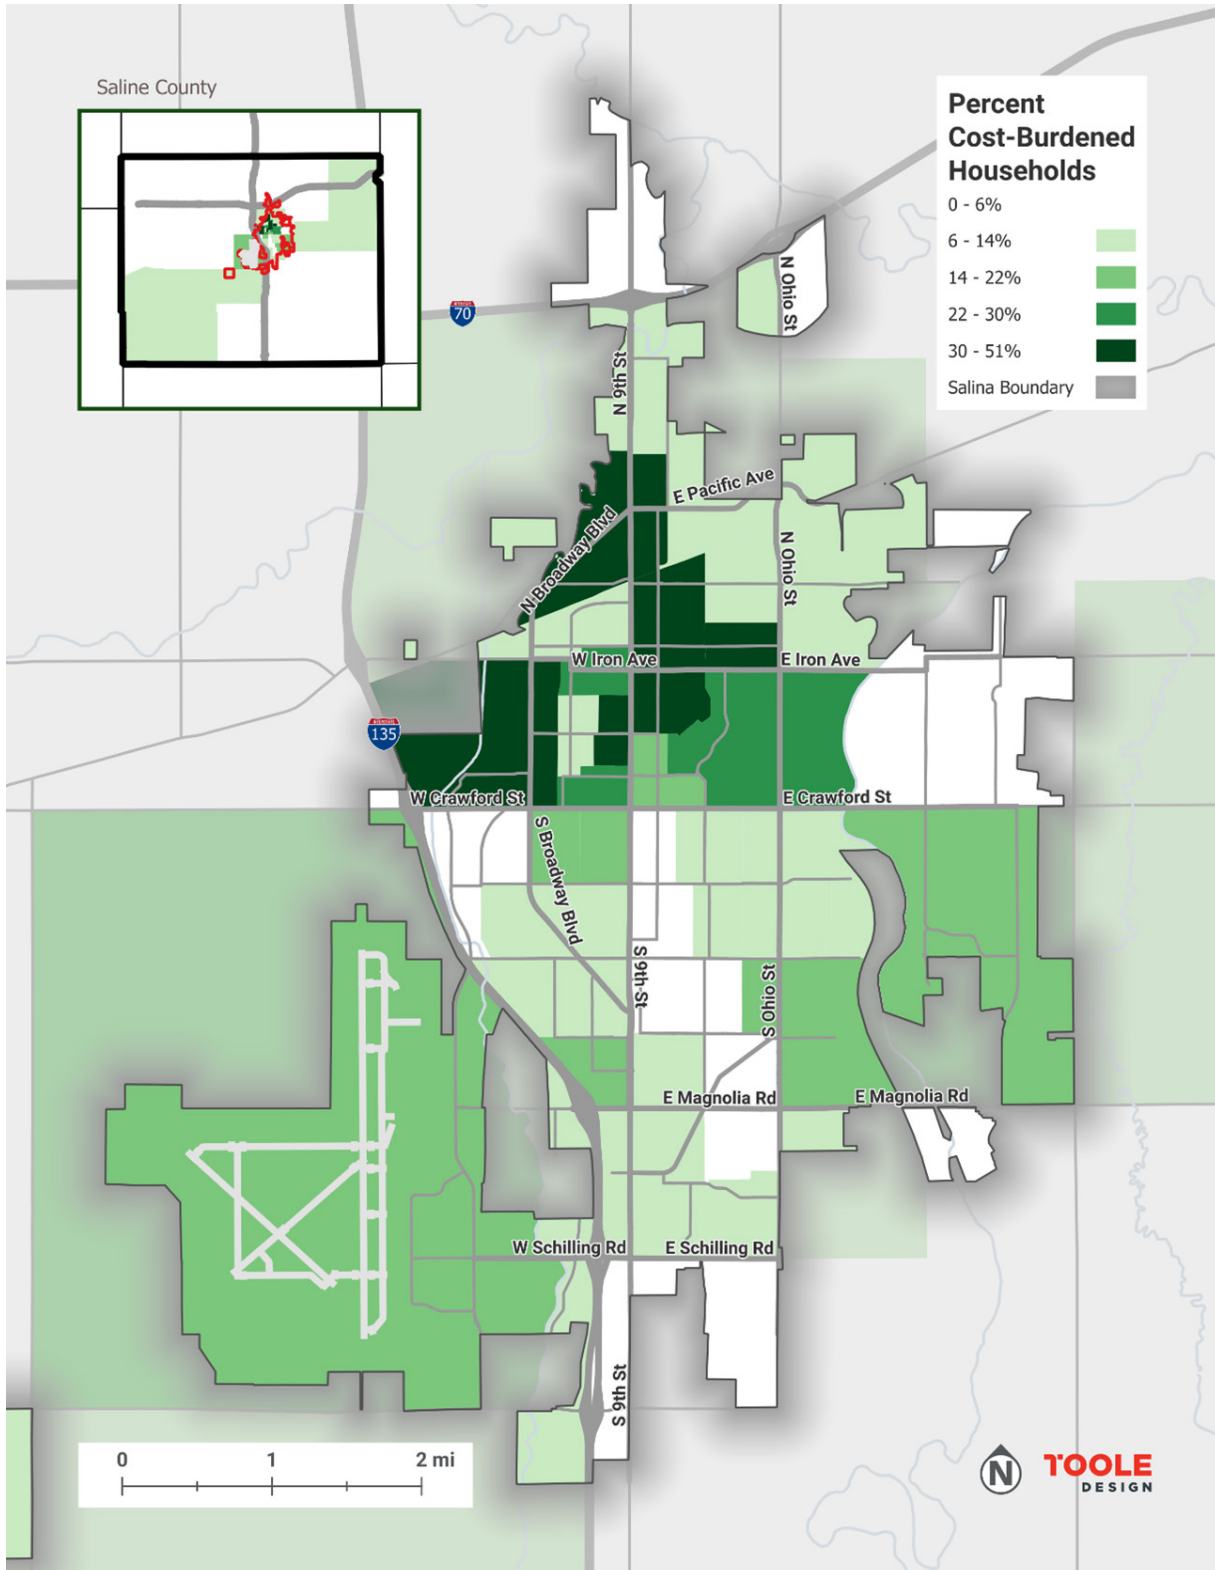 Saline County
Percent
Cost-Burdened
Households
0 - 6%
6 - 14%
14 - 22%
22 - 30%
30 - 51%
Salina Boundary
70
N Ohio St
N 9th St
E Pacific Ave
N Broadway Blvd
N Ohio St
W Iron Ave
E Iron Ave
135
W Crawford St
E Crawford St
S Broadway Blvd
S 9th St
S Ohio St
E Magnolia Rd
E Magnolia Rd
W Schilling Rd
E Schilling Rd
S 9th St
0 1 2 mi
N
TOOLE
DESIGN